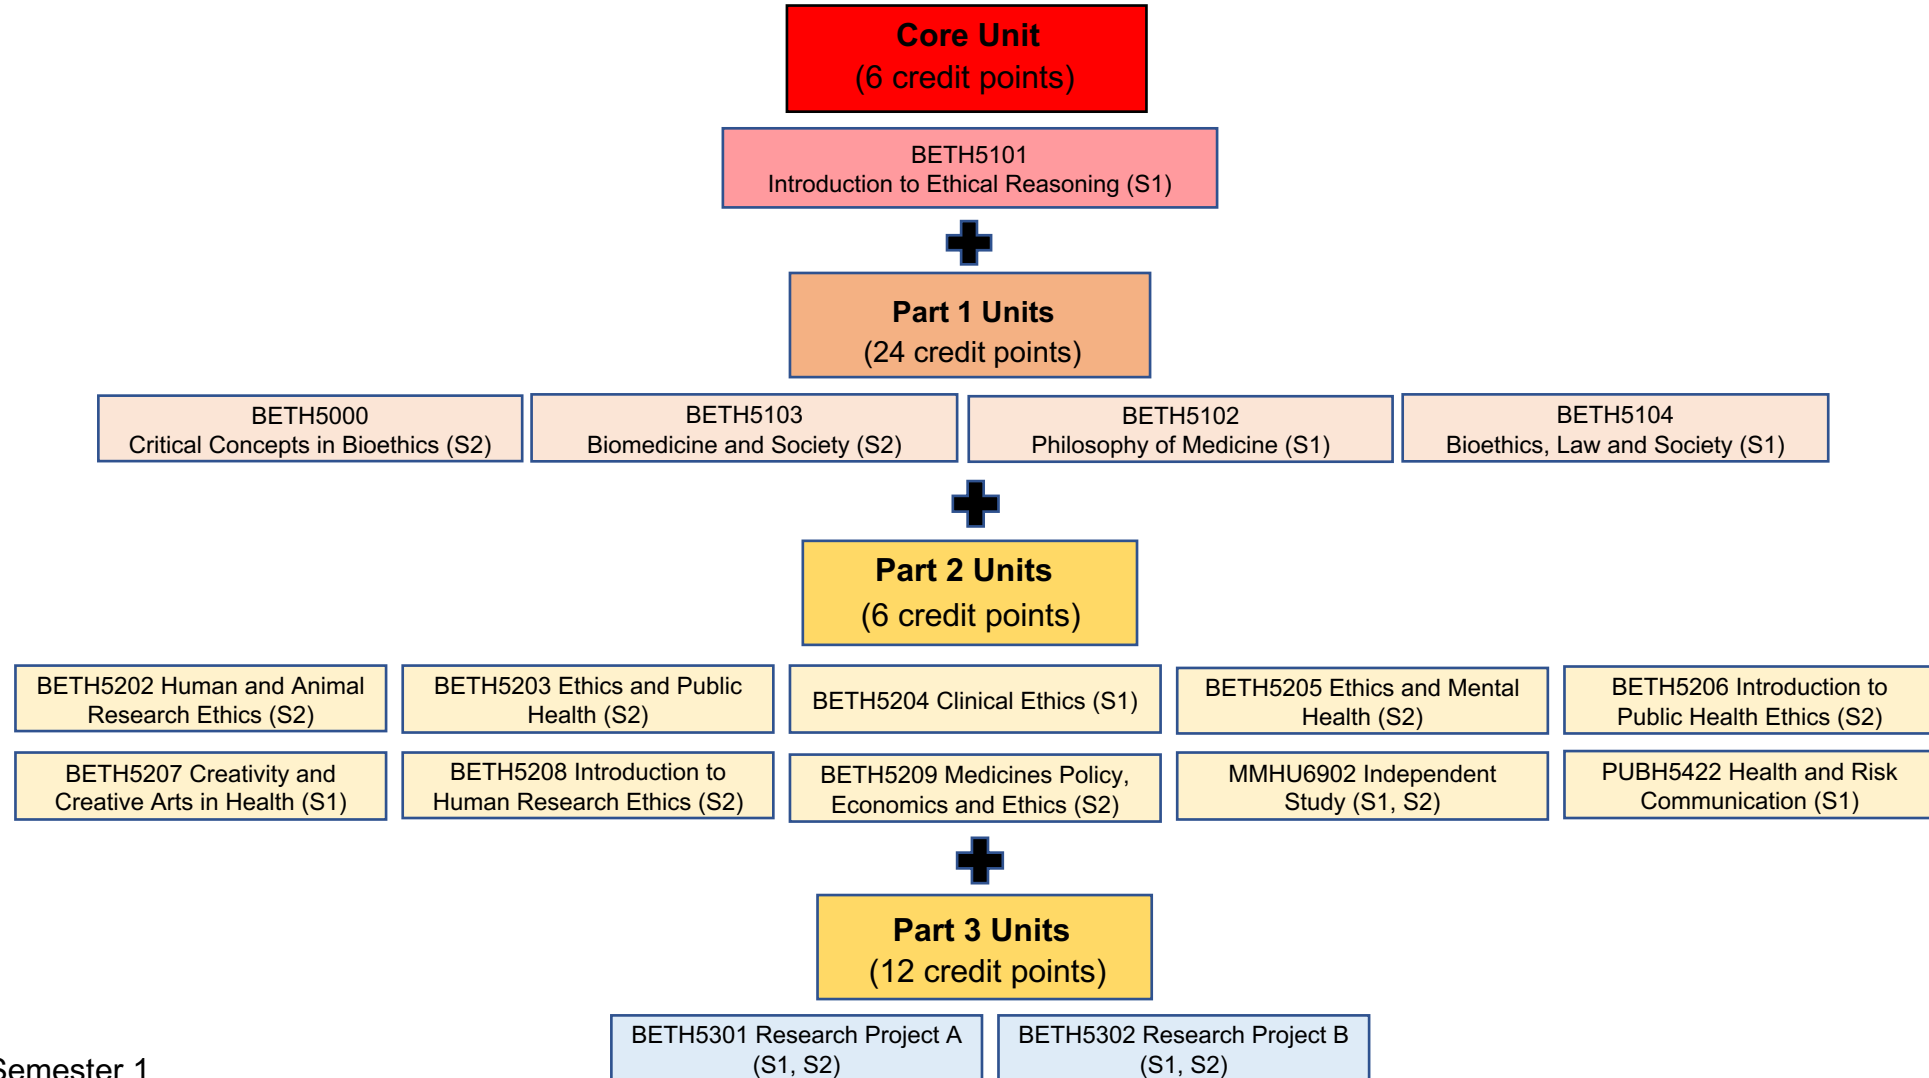 Core Unit
(6 credit points)
BETH5101
Introduction to Ethical Reasoning (S1)
Part 1 Units
(24 credit points)
BETH5000
Critical Concepts in Bioethics (S2)
BETH5103
Biomedicine and Society (S2)
BETH5102
Philosophy of Medicine (S1)
BETH5104
Bioethics, Law and Society (S1)
Part 2 Units
(6 credit points)
BETH5202 Human and Animal
Research Ethics (S2)
BETH5203 Ethics and Public
Health (S2)
BETH5204 Clinical Ethics (S1)
BETH5205 Ethics and Mental
Health (S2)
BETH5206 Introduction to
Public Health Ethics (S2)
BETH5207 Creativity and
Creative Arts in Health (S1)
BETH5208 Introduction to
Human Research Ethics (S2)
BETH5209 Medicines Policy,
Economics and Ethics (S2)
MMHU6902 Independent
Study (S1, S2)
PUBH5422 Health and Risk
Communication (S1)
Part 3 Units
(12 credit points)
BETH5301 Research Project A
(S1, S2)
BETH5302 Research Project B
(S1, S2)
Semester 1